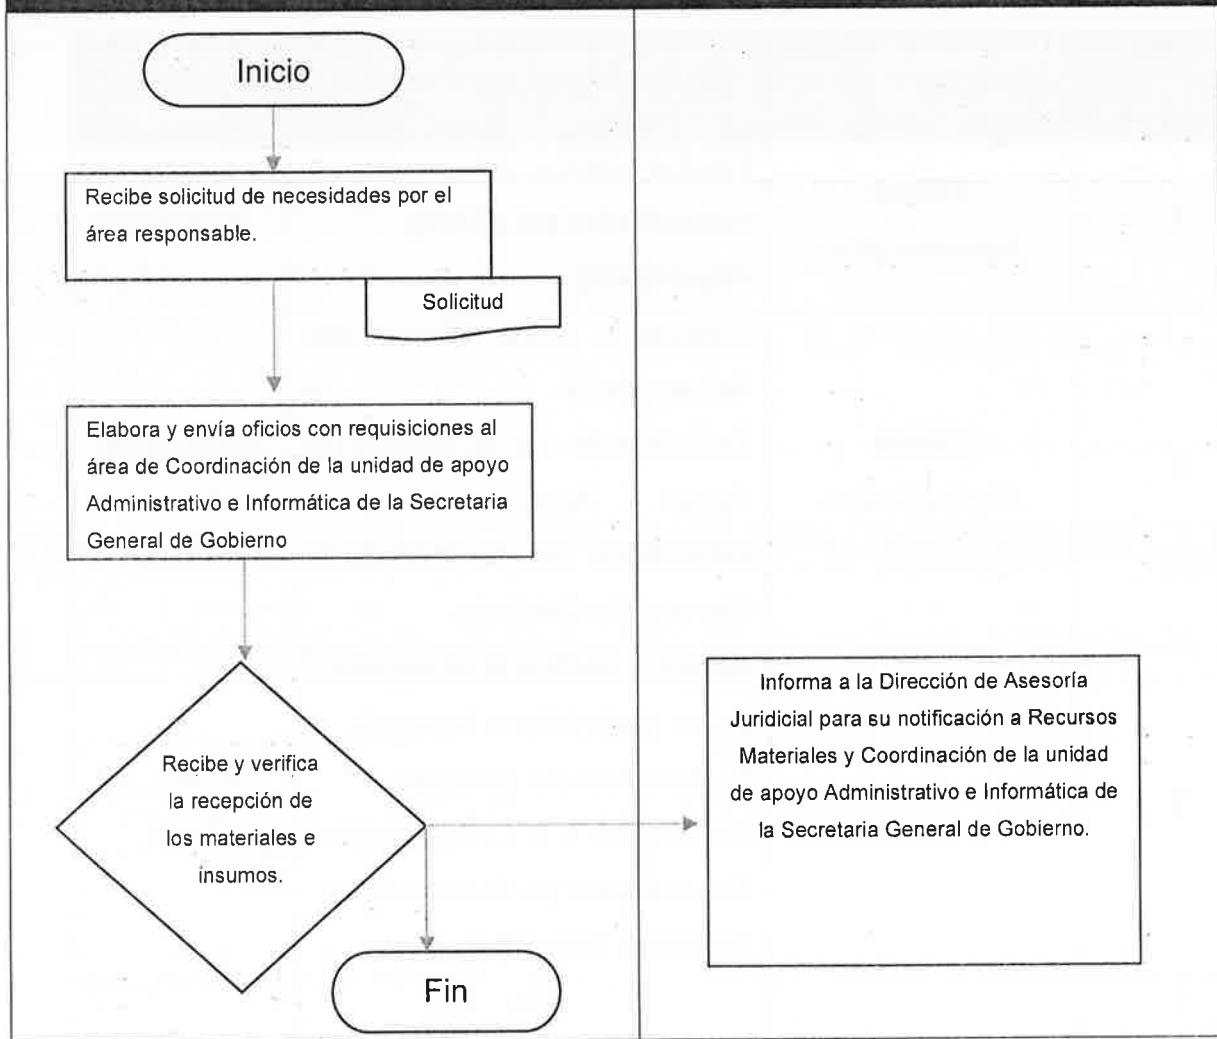 Inicio
Recibe solicitud de necesidades por el
área responsable.
Solicitud
Elabora y envía oficios con requisiciones al
área de Coordinación de la unidad de apoyo
Administrativo e Informática de la Secretaria
General de Gobierno
Recibe y verifica
la recepción de
los materiales e
insumos.
Informa a la Dirección de Asesoría
Juridicial para su notificación a Recursos
Materiales y Coordinación de la unidad
de apoyo Administrativo e Informática de
la Secretaria General de Gobierno.
Fin